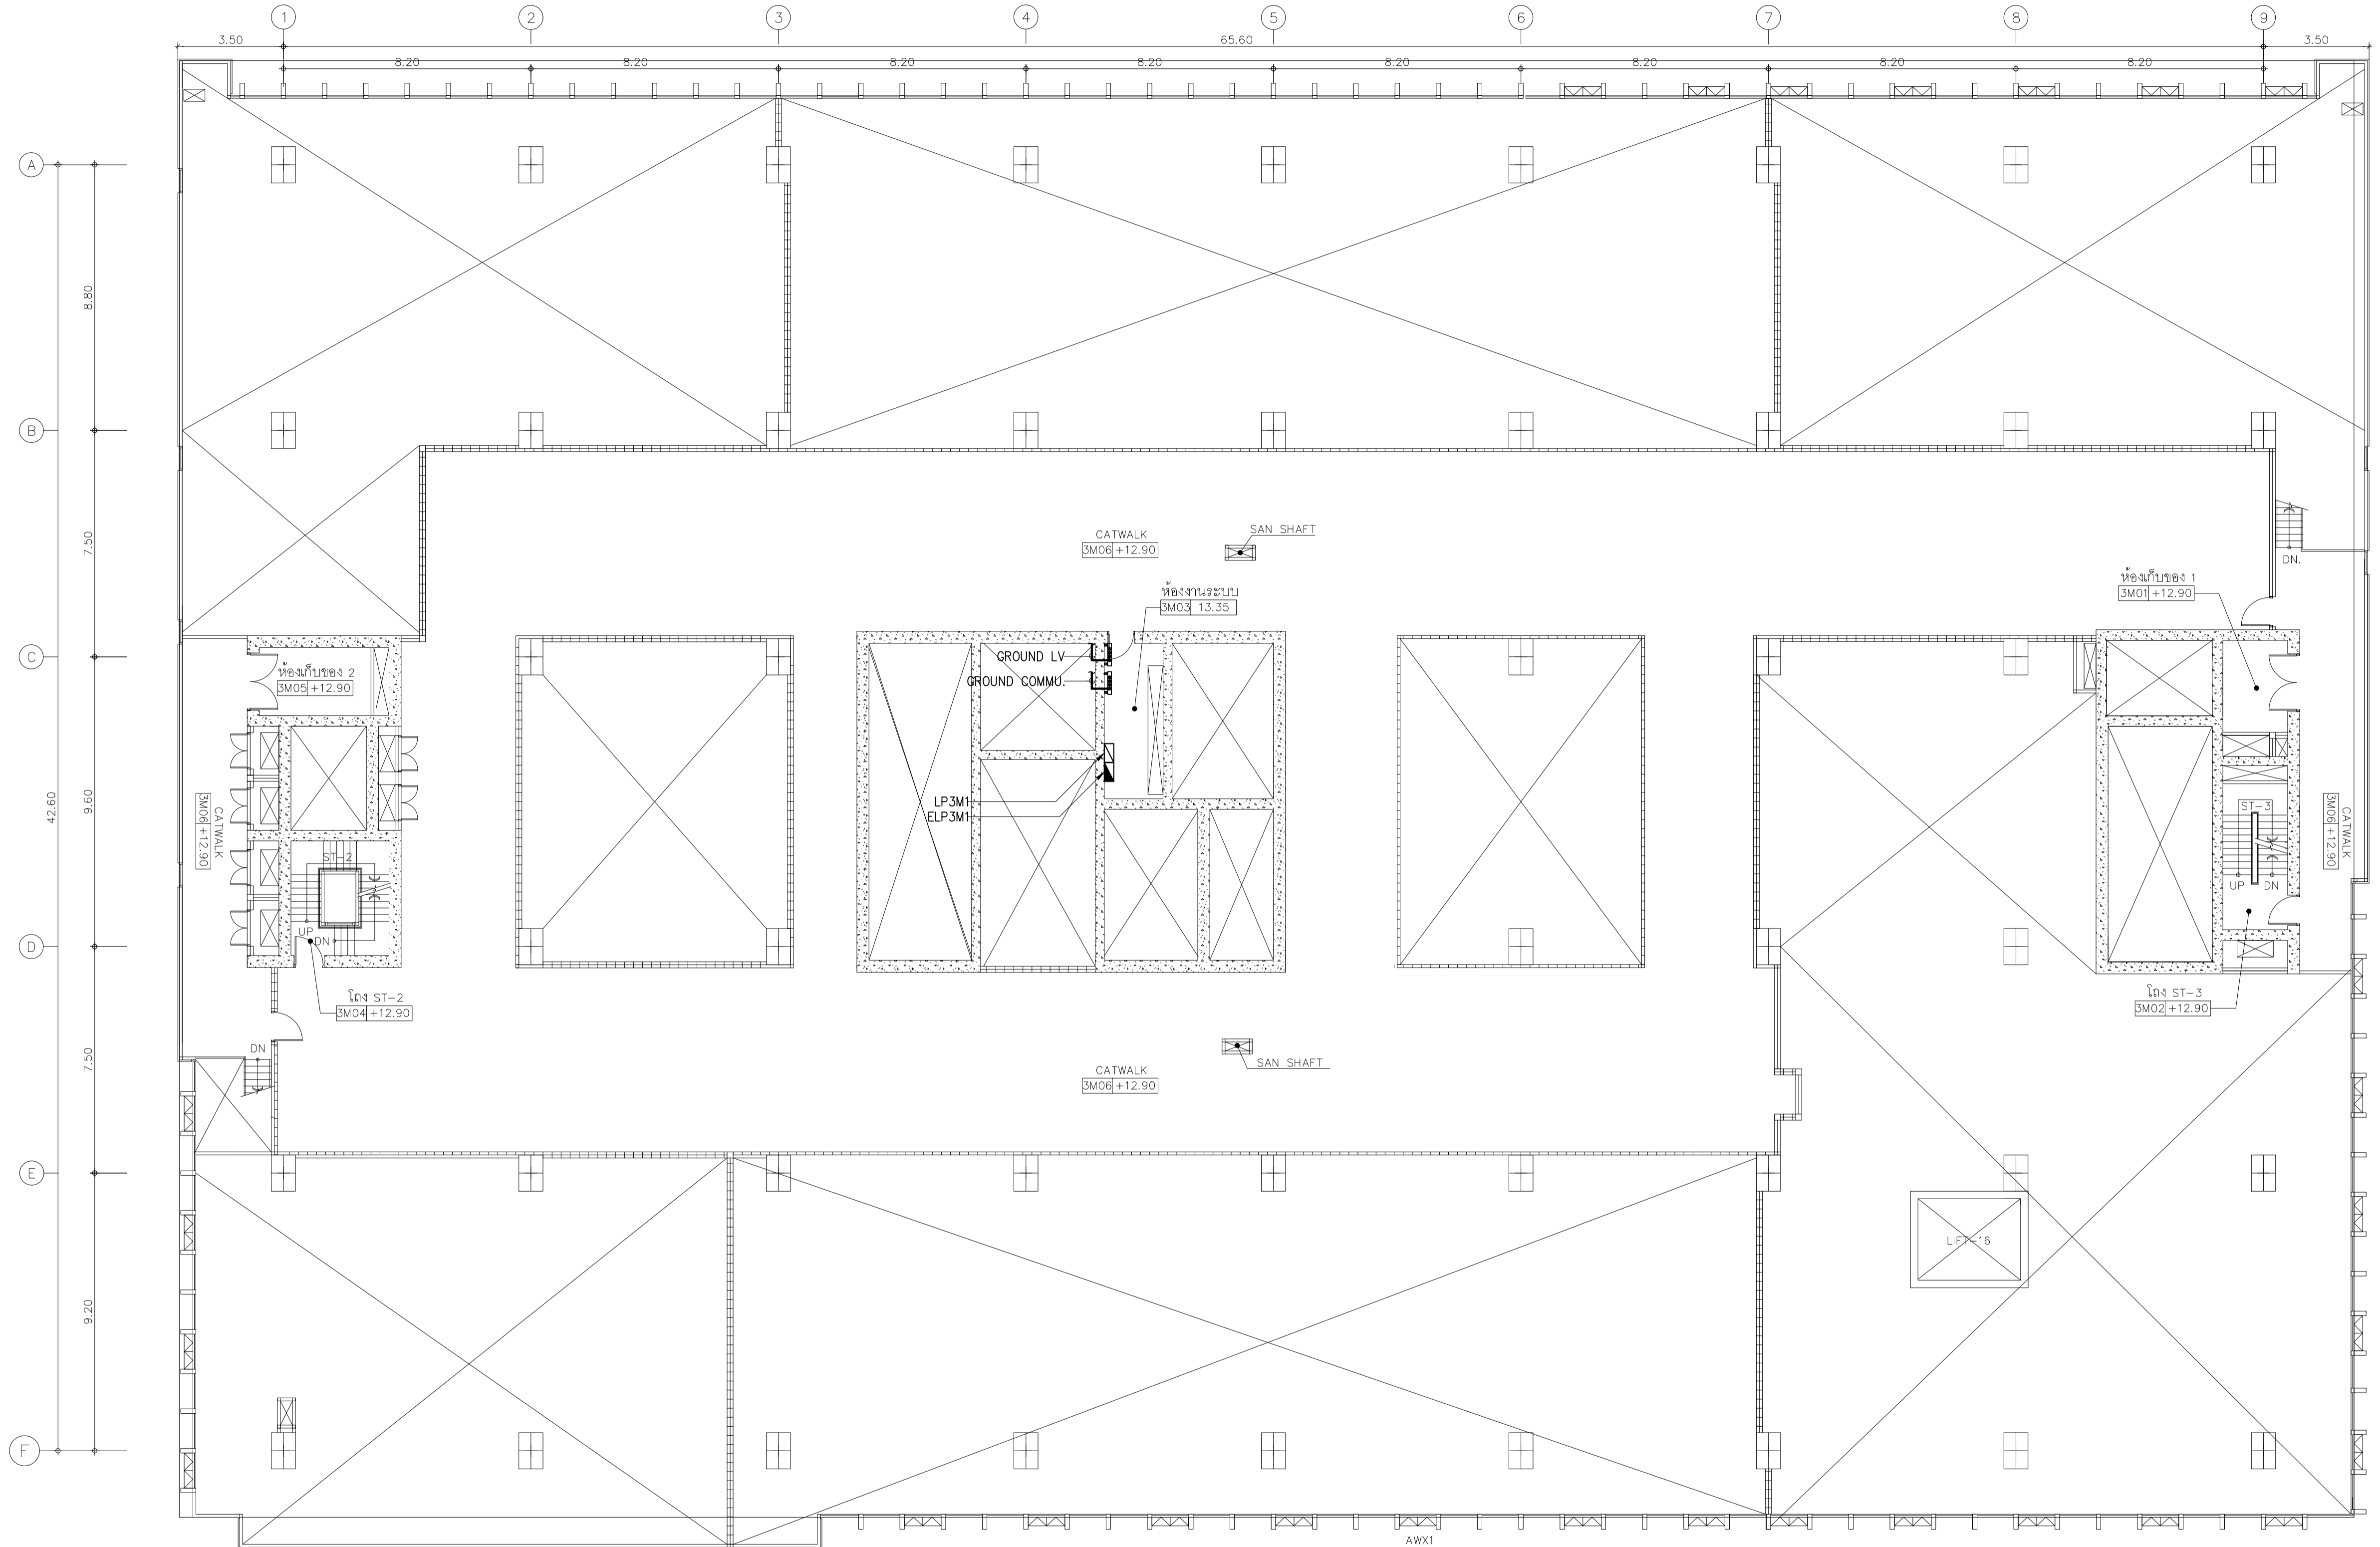 1 2 3 4 5 6 7 8 9
3.50 65.60 3.50
8.20 8.20 8.20 8.20 8.20 8.20 8.20 8.20
A
8.80
B
7.50
SAN SHAFT
CATWALK
3M06 +12.90
DN.
ห้องงานระบบ
3M03 13.35
ห้องเก็บของ 1
3M01 +12.90
C
GROUND LV
ห้องเก็บของ 2
3M05 +12.90
GROUND COMMU.
42.60
9.60
CATWALK
3M06 +12.90
LP3M1
ELP3M1
ST-3
CATWALK
3M06 +12.90
ST-2
UP DN
UP
DN
D
โถง ST-2
3M04 +12.90
โถง ST-3
3M02 +12.90
DN
7.50
SAN SHAFT
CATWALK
3M06 +12.90
E
LIFT-16
9.20
F
AWX1